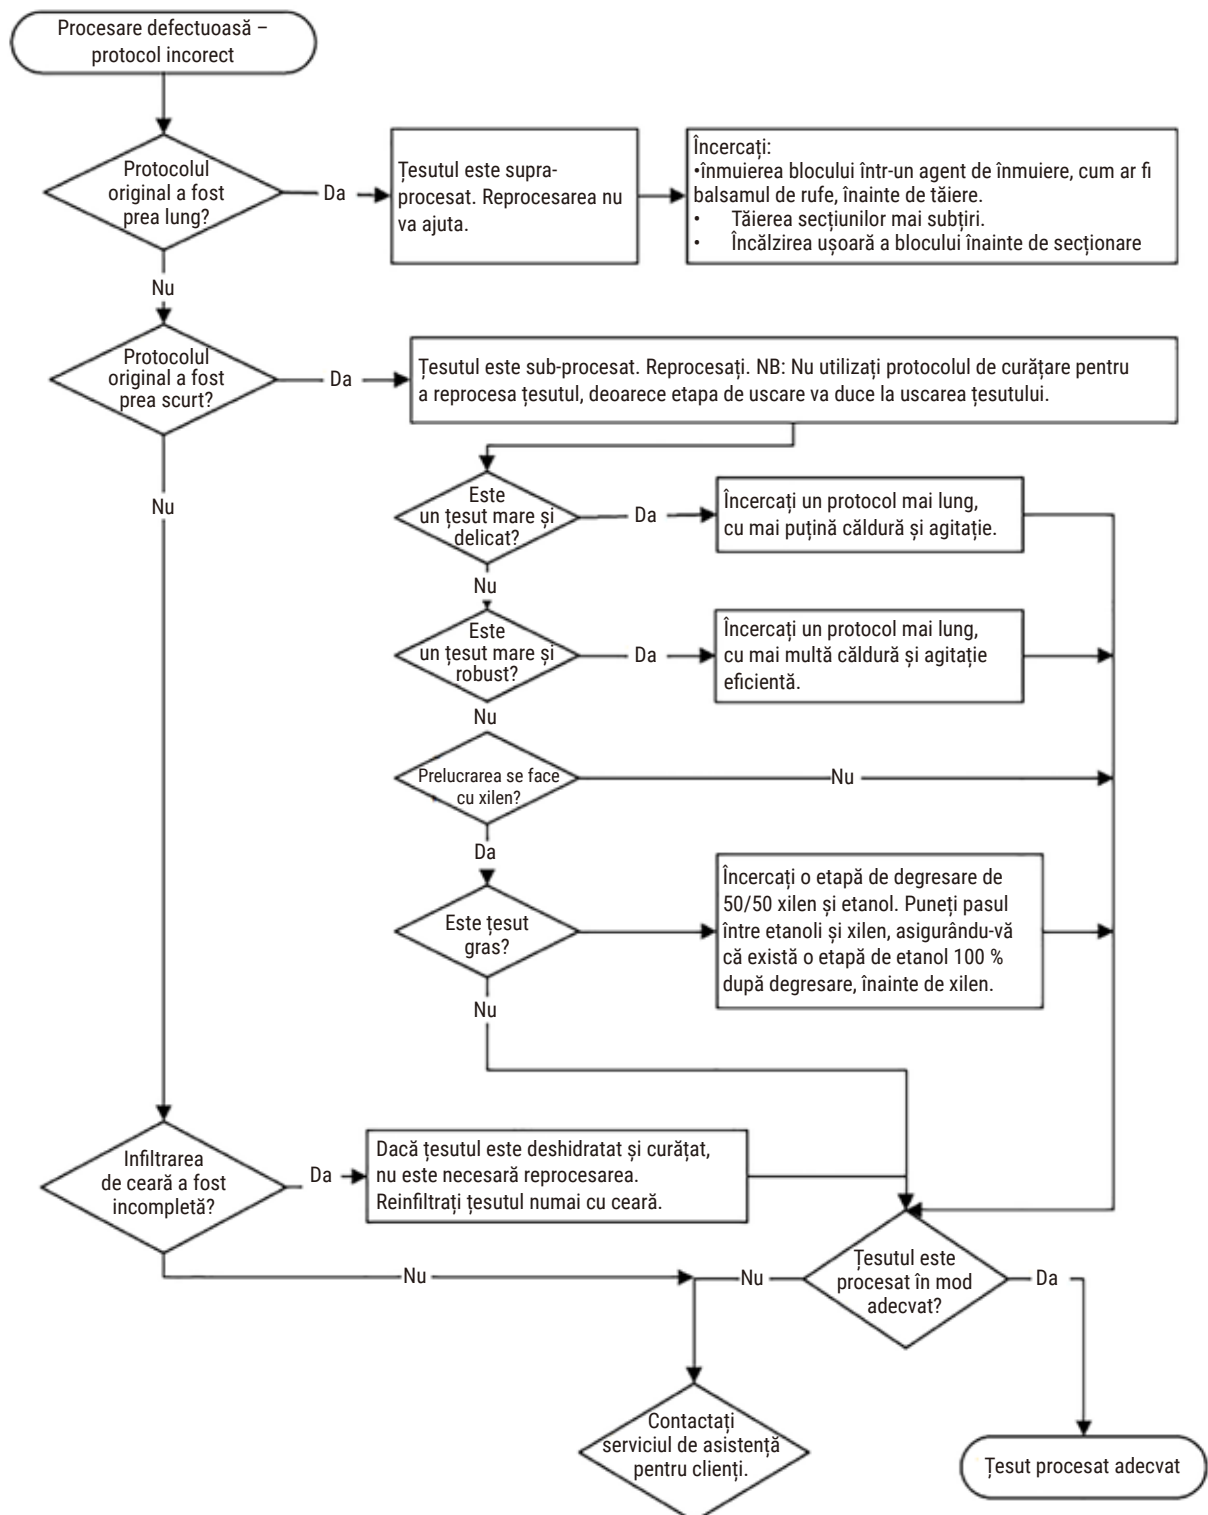 Procesare defectuoasă –
protocol incorect
Protocolul
original a fost
prea lung?
Da
Țesutul este supra-
procesat. Reprocesarea nu
va ajuta.
Încercați:
•înmuierea blocului într-un agent de înmuiere, cum ar fi
balsamul de rufe, înainte de tăiere.
• Tăierea secțiunilor mai subțiri.
• Încălzirea ușoară a blocului înainte de secționare
Nu
Protocolul
original a fost
prea scurt?
Da
Țesutul este sub-procesat. Reprocesați. NB: Nu utilizați protocolul de curățare pentru
a reprocesa țesutul, deoarece etapa de uscare va duce la uscarea țesutului.
Nu
Este
un țesut mare și
delicat?
Da
Încercați un protocol mai lung,
cu mai puțină căldură și agitație.
Nu
Este
un țesut mare și
robust?
Da
Încercați un protocol mai lung,
cu mai multă căldură și agitație
eficientă.
Nu
Prelucrarea se face
cu xilen?
Nu
Da
Este țesut
gras?
Încercați o etapă de degresare de
50/50 xilen și etanol. Puneți pasul
între etanoli și xilen, asigurându-vă
că există o etapă de etanol 100 %
după degresare, înainte de xilen.
Nu
Infiltrarea
de ceară a fost
incompletă?
Da
Dacă țesutul este deshidratat și curățat,
nu este necesară reprocesarea.
Reinfiltrați țesutul numai cu ceară.
Nu
Nu
Țesutul este
procesat în mod
adecvat?
Da
Contactați
serviciul de asistență
pentru clienți.
Țesut procesat adecvat